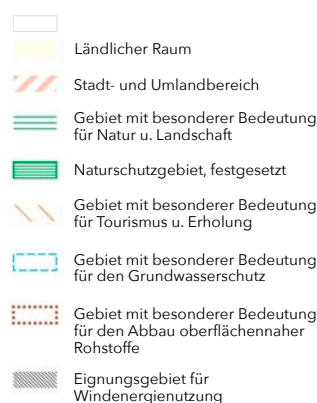 Ländlicher Raum
Stadt- und Umlandbereich
Gebiet mit besonderer Bedeutung
für Natur u. Landschaft
Naturschutzgebiet, festgesetzt
Gebiet mit besonderer Bedeutung
für Tourismus u. Erholung
Gebiet mit besonderer Bedeutung
für den Grundwasserschutz
Gebiet mit besonderer Bedeutung
für den Abbau oberflächennaher
Rohstoffe
Eignungsgebiet für
Windenergienutzung